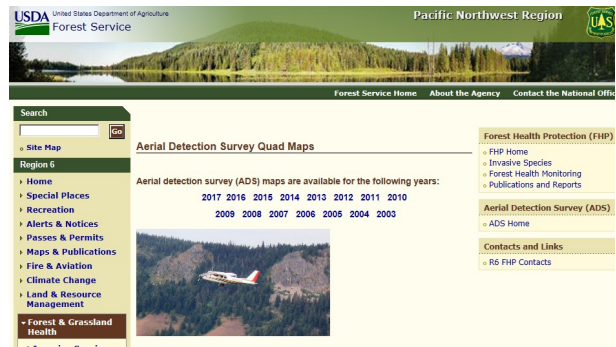 USDA United States Department of Agriculture
Forest Service
Pacific Northwest Region
UAS
Forest Service Home About the Agency Contact the National Offic
Search
Go
Site Map
Region 6
Home
Special Places
Recreation
Alerts & Notices
Passes & Permits
Maps & Publications
Fire & Aviation
Climate Change
Land & Resource
Management
Forest & Grassland
Health
Aerial Detection Survey Quad Maps
Aerial detection survey (ADS) maps are available for the following years:
2017 2016 2015 2014 2013 2012 2011 2010
2009 2008 2007 2006 2005 2004 2003
Forest Health Protection (FHP)
FHP Home
Invasive Species
Forest Health Monitoring
Publications and Reports
Aerial Detection Survey (ADS)
ADS Home
Contacts and Links
R6 FHP Contacts